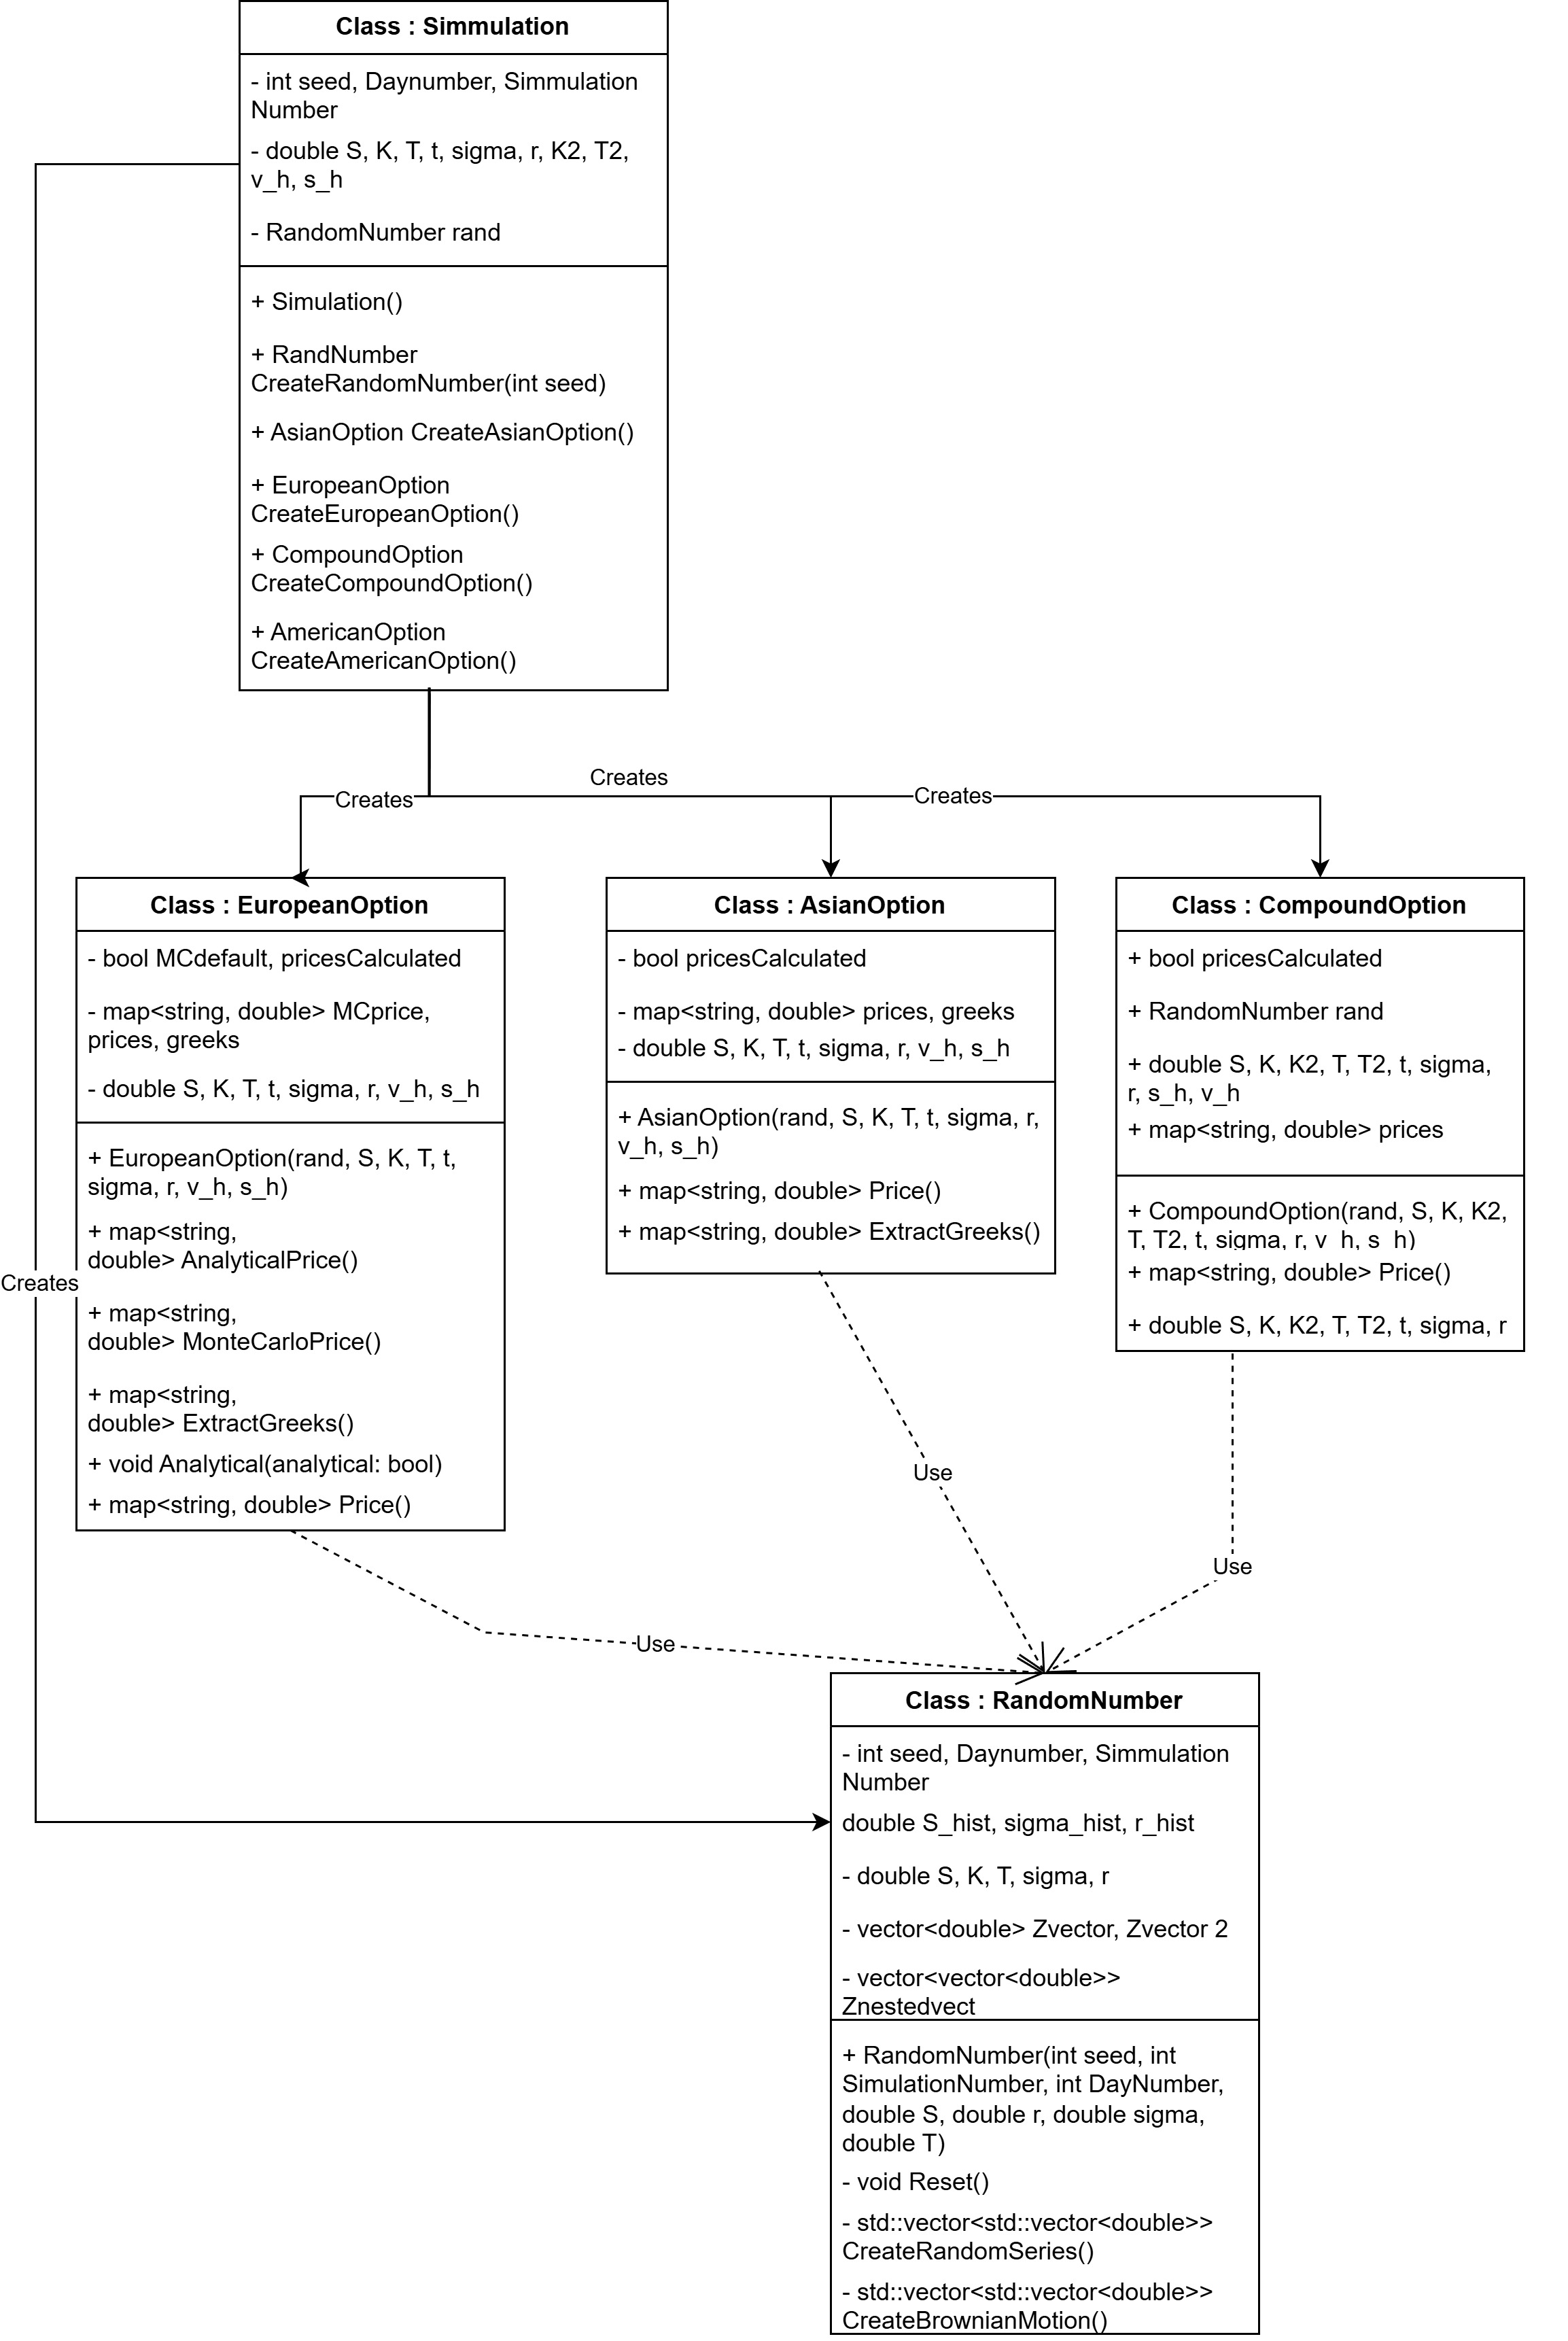 Class : Simmulation
- int seed, Daynumber, Simmulation
Number
- double S, K, T, t, sigma, r, K2, T2,
v_h, s_h
- RandomNumber rand
+ Simulation()
+ RandNumber
CreateRandomNumber(int seed)
+ AsianOption CreateAsianOption()
+ EuropeanOption
CreateEuropeanOption()
+ CompoundOption
CreateCompoundOption()
+ AmericanOption
CreateAmericanOption()
Creates
Creates
Creates
Class : EuropeanOption
- bool MCdefault, pricesCalculated
- map<string, double> MCprice,
prices, greeks
- double S, K, T, t, sigma, r, v_h, s_h
+ EuropeanOption(rand, S, K, T, t,
sigma, r, v_h, s_h)
+ map<string,
double> AnalyticalPrice()
+ map<string,
double> MonteCarloPrice()
+ map<string,
double> ExtractGreeks()
+ void Analytical(analytical: bool)
+ map<string, double> Price()
Class : AsianOption
- bool pricesCalculated
- map<string, double> prices, greeks
- double S, K, T, t, sigma, r, v_h, s_h
+ AsianOption(rand, S, K, T, t, sigma, r,
v_h, s_h)
+ map<string, double> Price()
+ map<string, double> ExtractGreeks()
Class : CompoundOption
+ bool pricesCalculated
+ RandomNumber rand
+ double S, K, K2, T, T2, t, sigma,
r, s_h, v_h
+ map<string, double> prices
+ CompoundOption(rand, S, K, K2,
T, T2, t, sigma, r, v_h, s_h)
+ map<string, double> Price()
+ double S, K, K2, T, T2, t, sigma, r
Creates
Use
Use
Use
Class : RandomNumber
- int seed, Daynumber, Simmulation
Number
double S_hist, sigma_hist, r_hist
- double S, K, T, sigma, r
- vector<double> Zvector, Zvector 2
- vector<vector<double>>
Znestedvect
+ RandomNumber(int seed, int
SimulationNumber, int DayNumber,
double S, double r, double sigma,
double T)
- void Reset()
- std::vector<std::vector<double>>
CreateRandomSeries()
- std::vector<std::vector<double>>
CreateBrownianMotion()